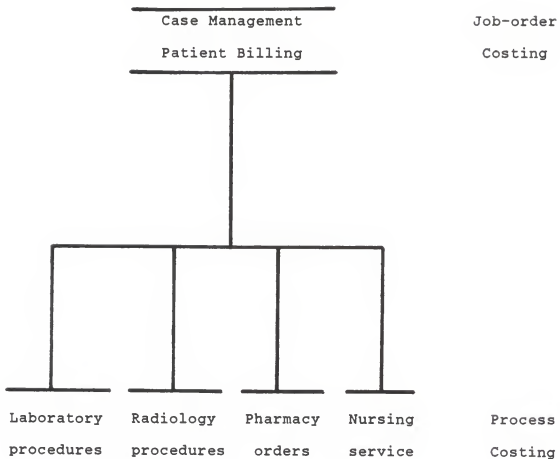 Case Management Job-order
Patient Billing Costing
Laboratory Radiology Pharmacy Nursing Process
procedures procedures orders service Costing